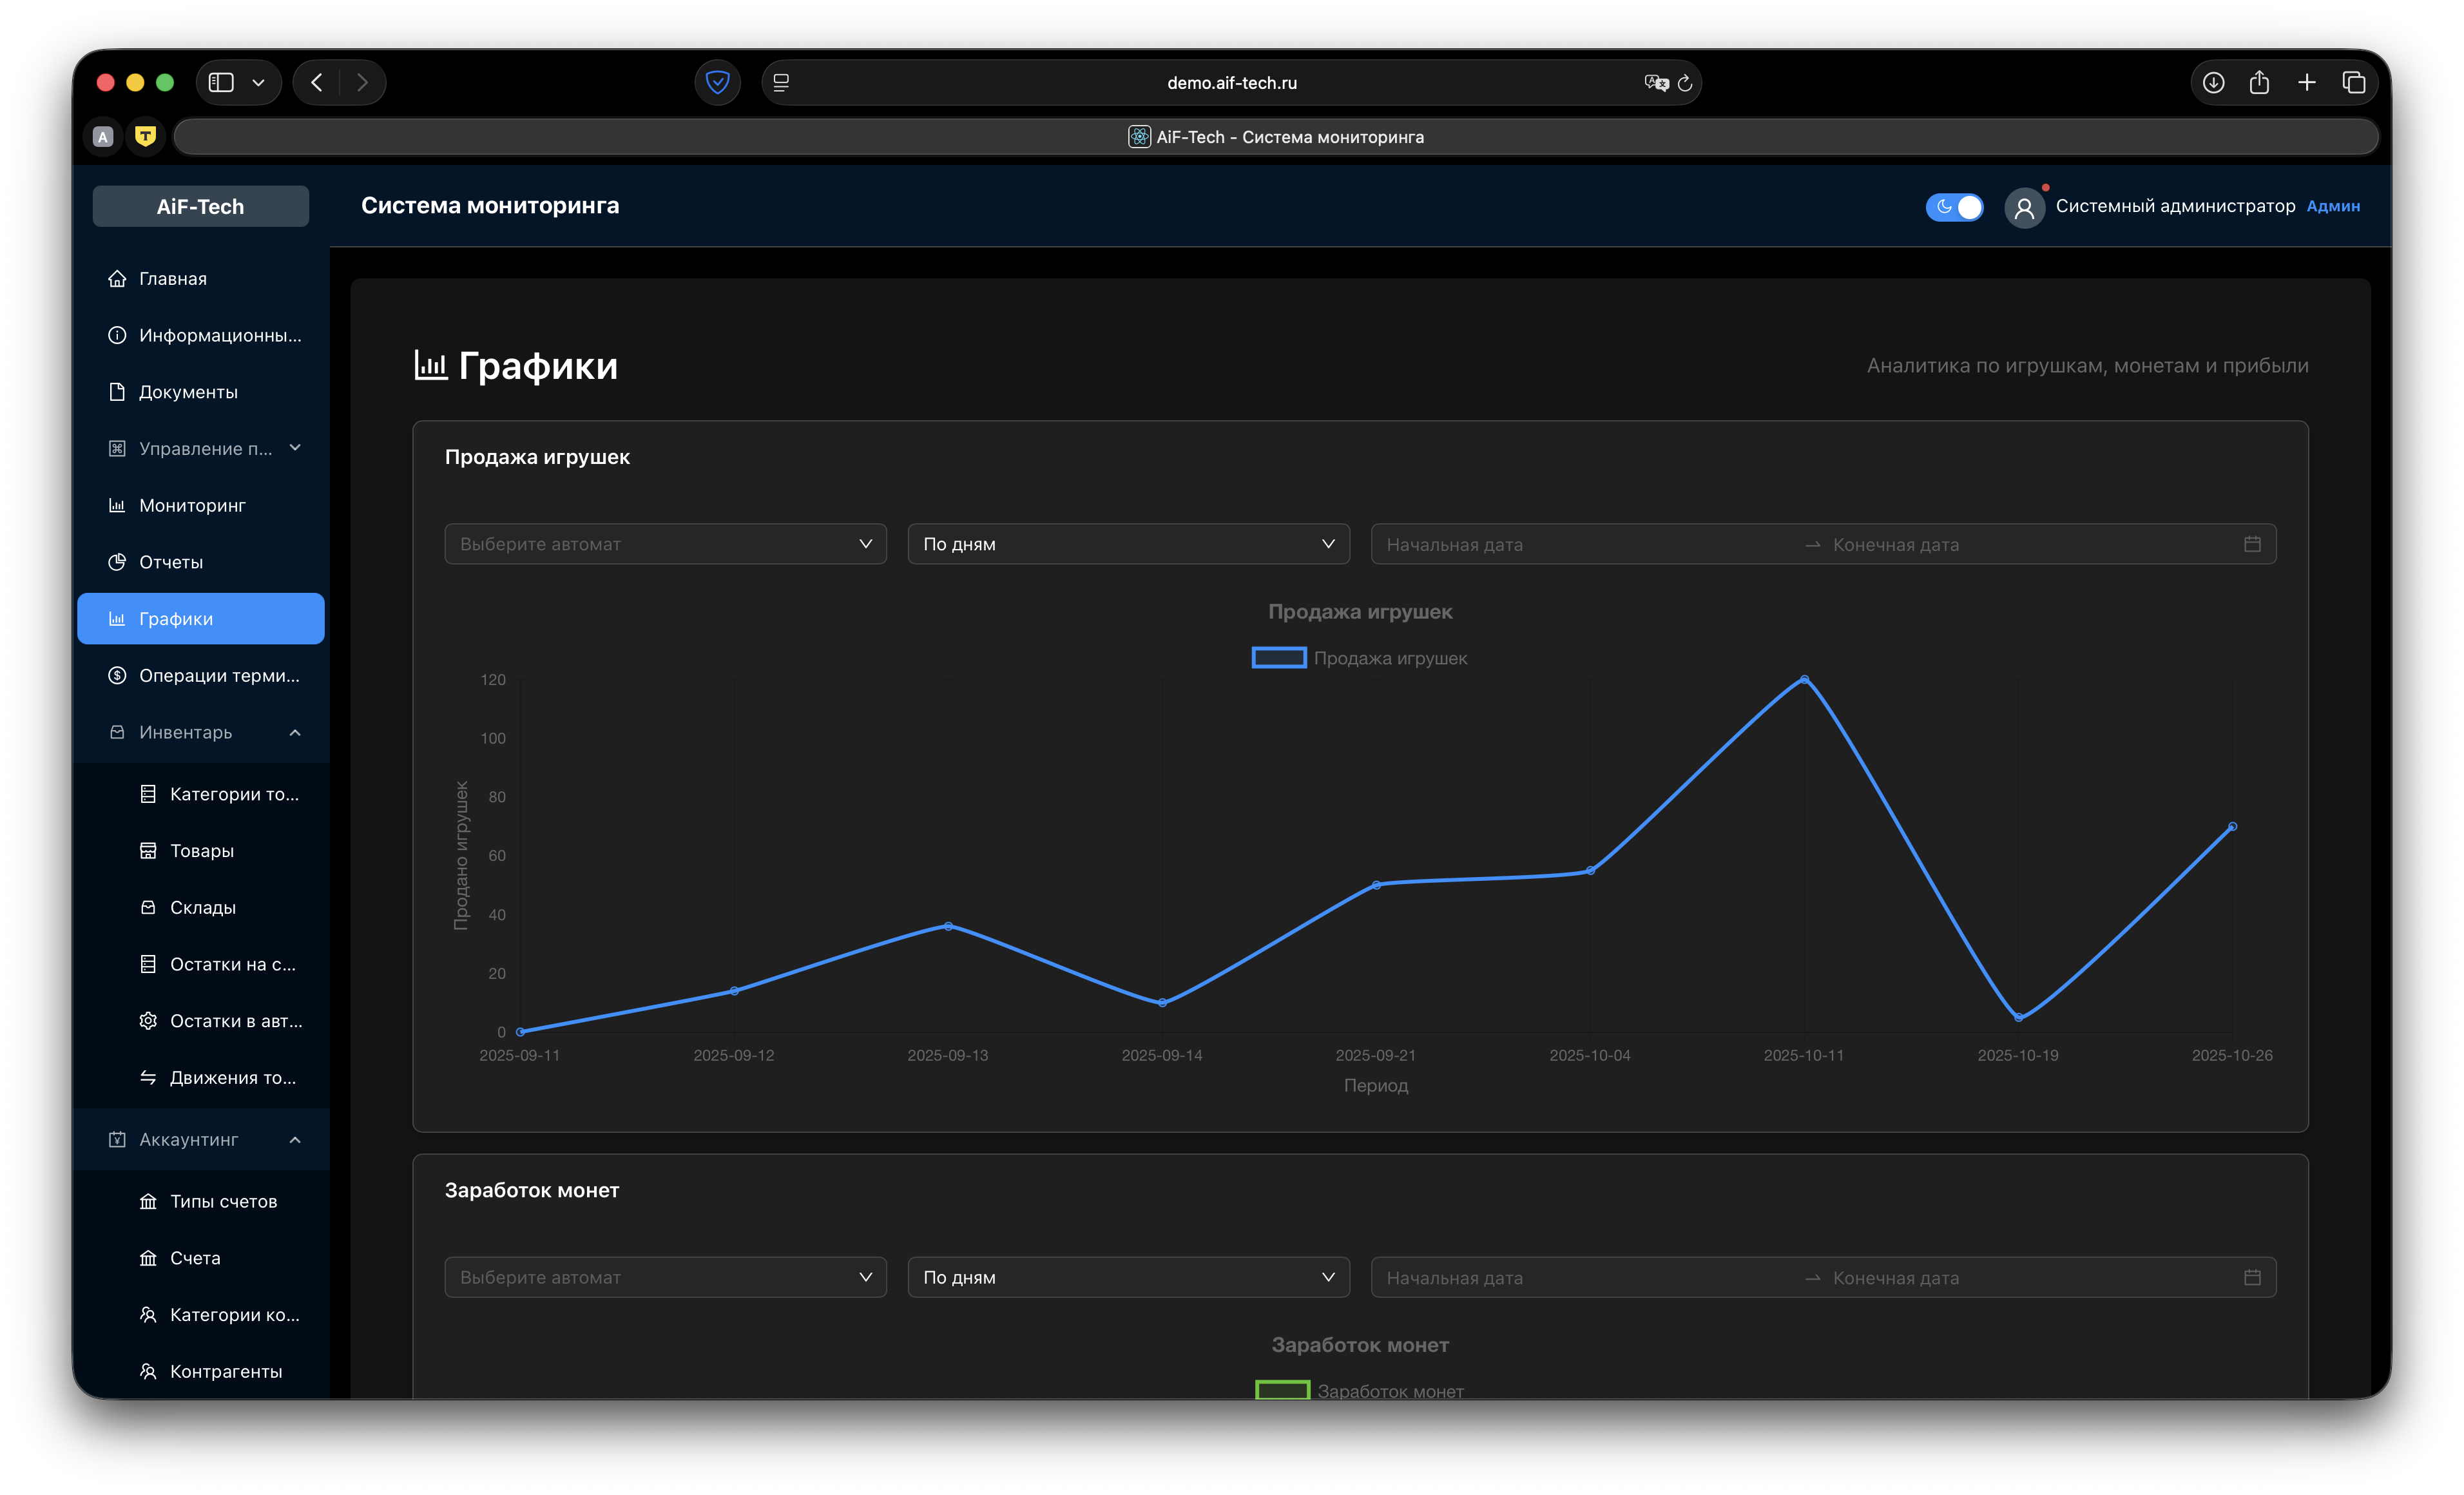 demo.aif-tech.ru
A
T
AiF-Tech - Система мониторинга
AiF-Tech
Система мониторинга
Системный администратор Админ
Главная
Информационны...
Документы
Управление п...
Мониторинг
Отчеты
Графики
Операции терми...
Инвентарь
Категории то...
Товары
Склады
Остатки на с...
Остатки в авт...
Движения то...
Аккаунтинг
Типы счетов
Счета
Категории ко...
Контрагенты
Графики
Аналитика по игрушкам, монетам и прибыли
Продажа игрушек
Выберите автомат
По дням
Начальная дата
Конечная дата
Продажа игрушек
Продажа игрушек
Продано игрушек
120
100
80
60
40
20
0
2025-09-11 2025-09-12 2025-09-13 2025-09-14 2025-09-21 2025-10-04 2025-10-11 2025-10-19 2025-10-26
Период
Заработок монет
Выберите автомат
По дням
Начальная дата
Конечная дата
Заработок монет
Заработок монет